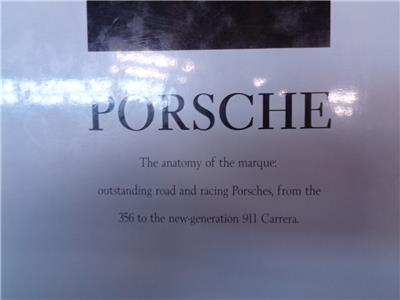 PORSCHE
The anatomy of the marque:
outstanding road and racing Porsches, from the
356 to the new-generation 911 Carrera.